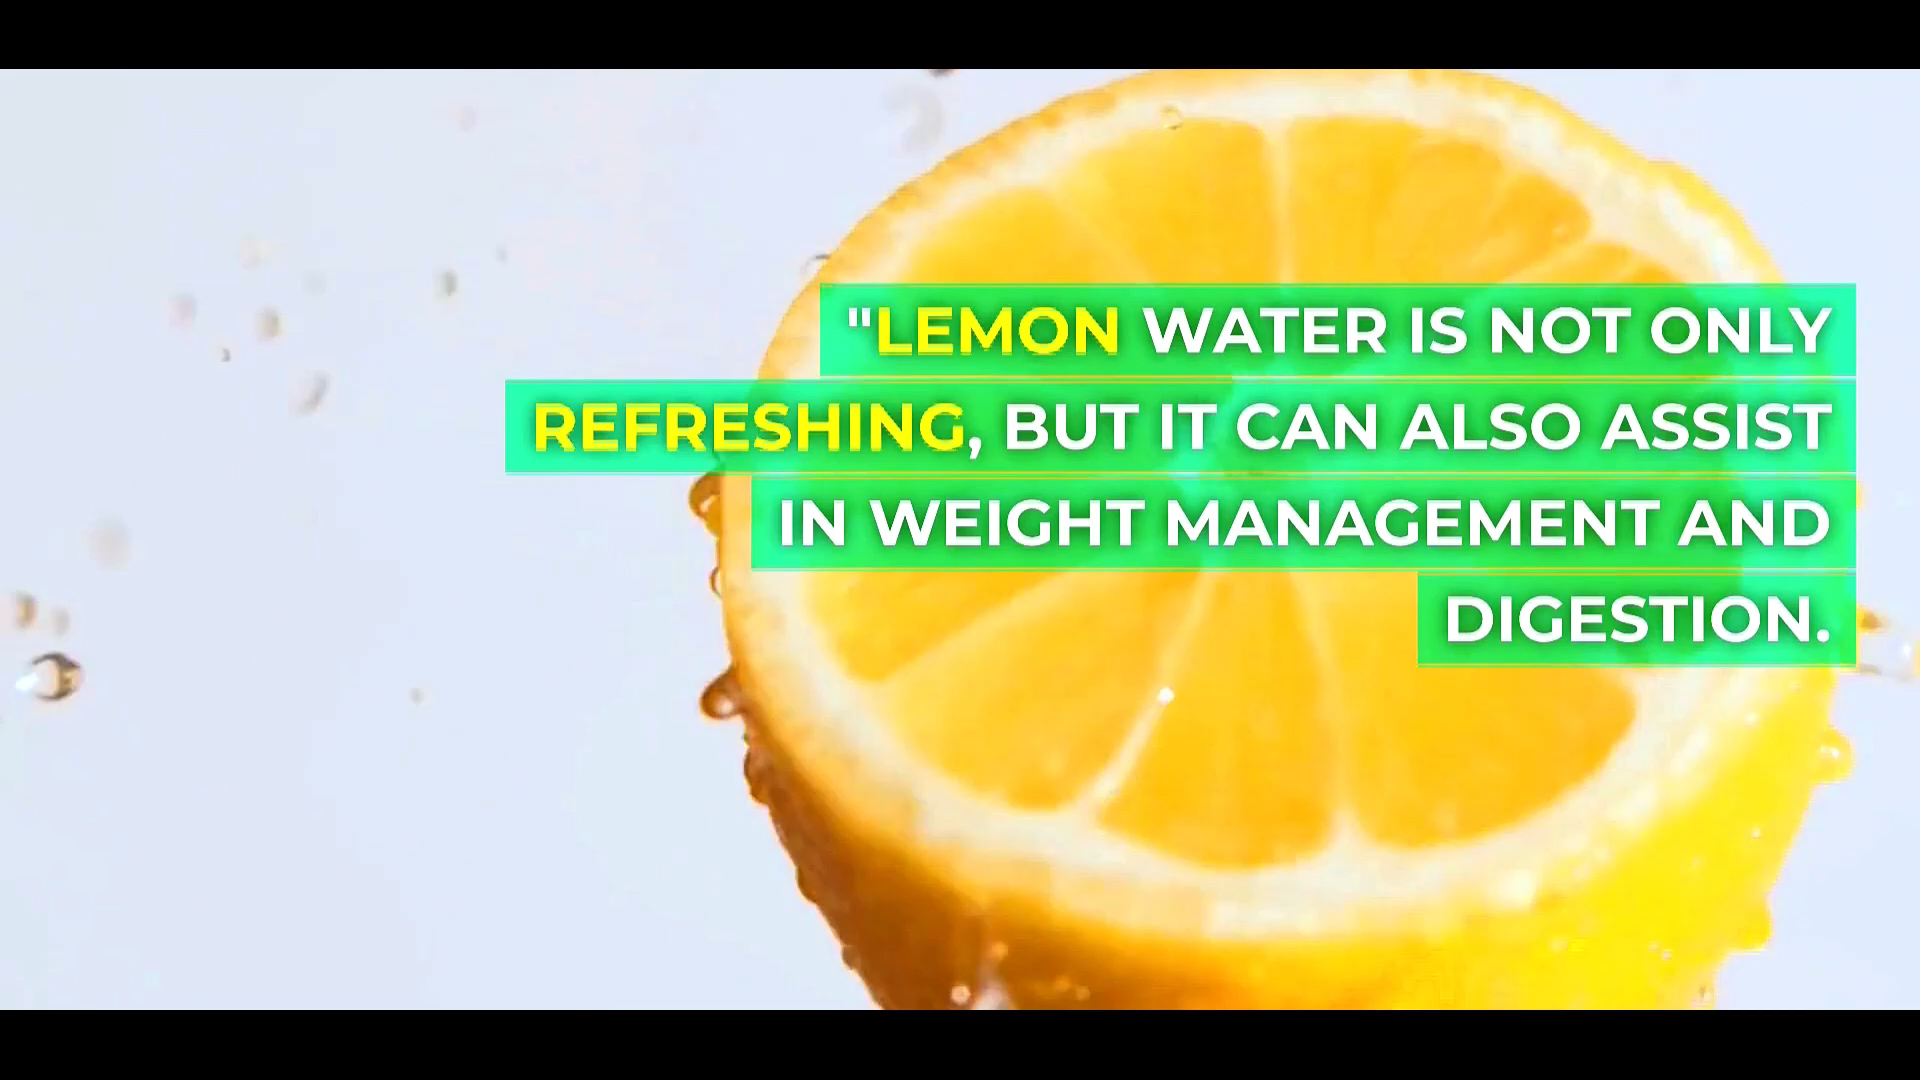 "LEMON WATER IS NOT ONLY
REFRESHING, BUT IT CAN ALSO ASSIST
IN WEIGHT MANAGEMENT AND
DIGESTION.